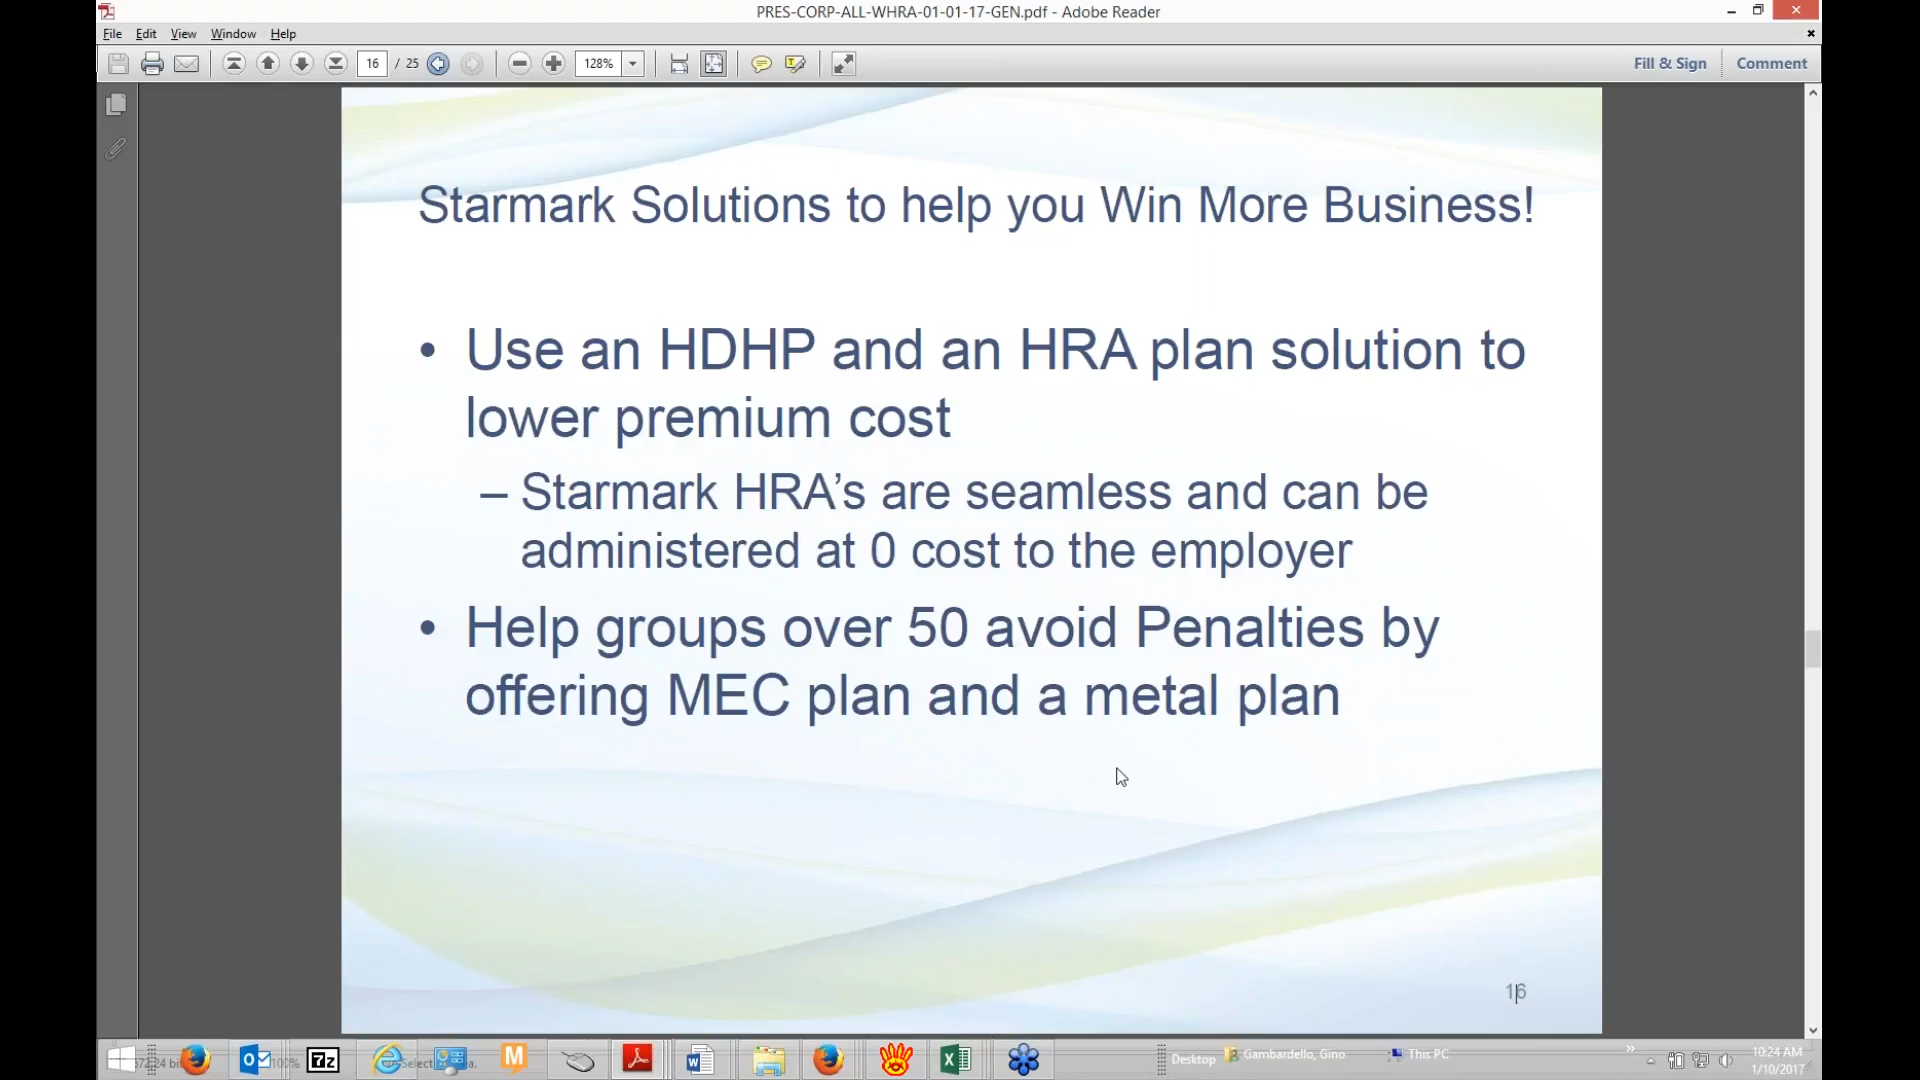 PRES-CORP-ALL-WHRA-01-01-17-GEN.pdf - Adobe Reader
File Edit View Window Help
16 / 25 128% Fill & Sign Comment
Starmark Solutions to help you Win More Business!
• Use an HDHP and an HRA plan solution to
lower premium cost
– Starmark HRA’s are seamless and can be
administered at 0 cost to the employer
• Help groups over 50 avoid Penalties by
offering MEC plan and a metal plan
16
Desktop Gambardello, Gino This PC
10:24 AM
1/10/2017